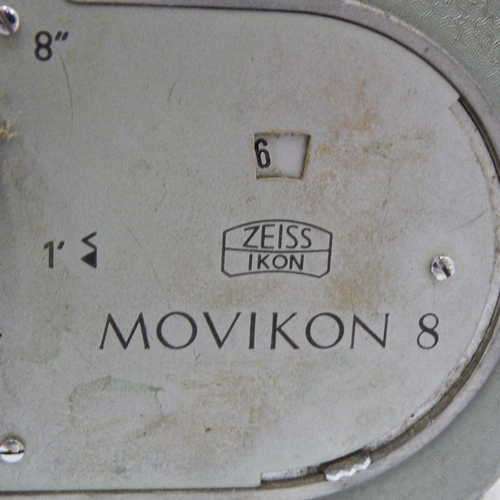 8"
6
ZEISS
IKON
1'
MOVIKON 8